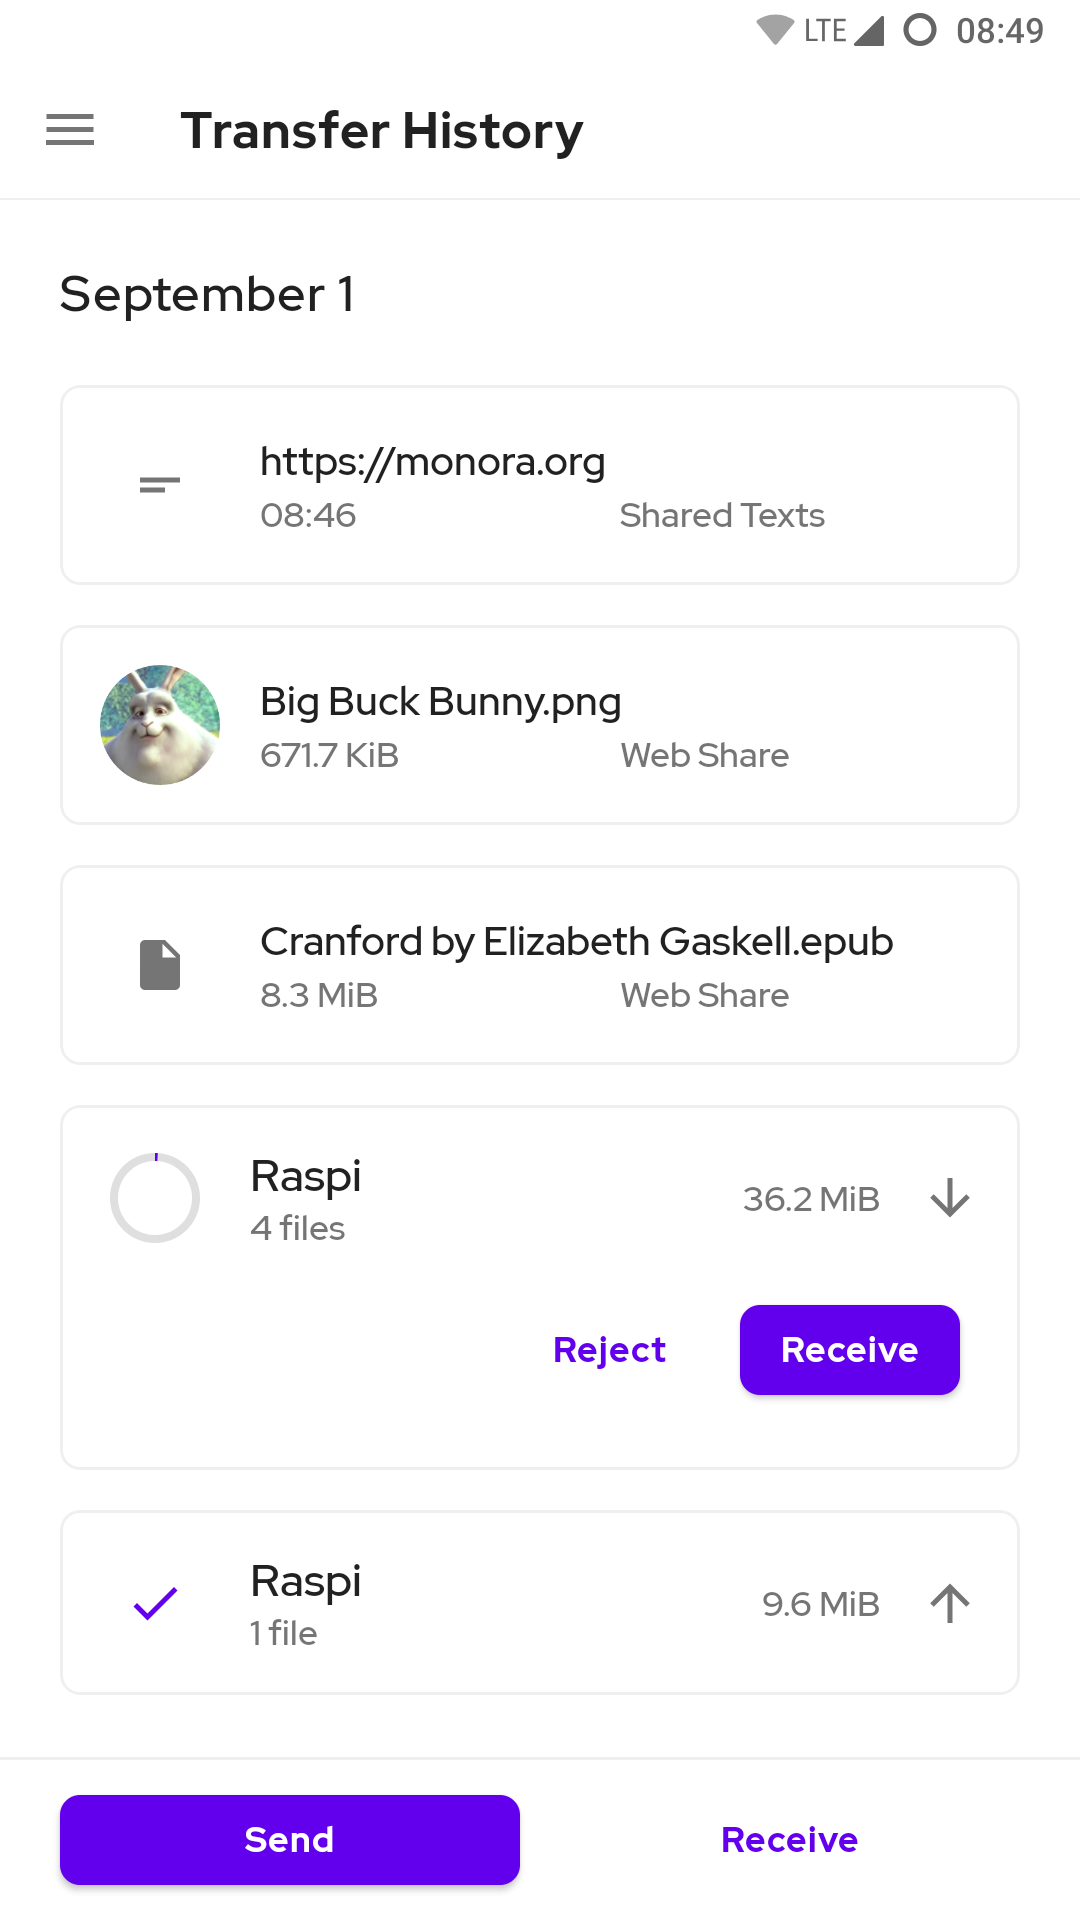 LTE 08:49
Transfer History
September 1
https://monora.org
08:46 Shared Texts
Big Buck Bunny.png
671.7 KiB Web Share
Cranford by Elizabeth Gaskell.epub
8.3 MiB Web Share
Raspi
4 files
36.2 MiB
Reject Receive
Raspi
1 file
9.6 MiB
Send Receive